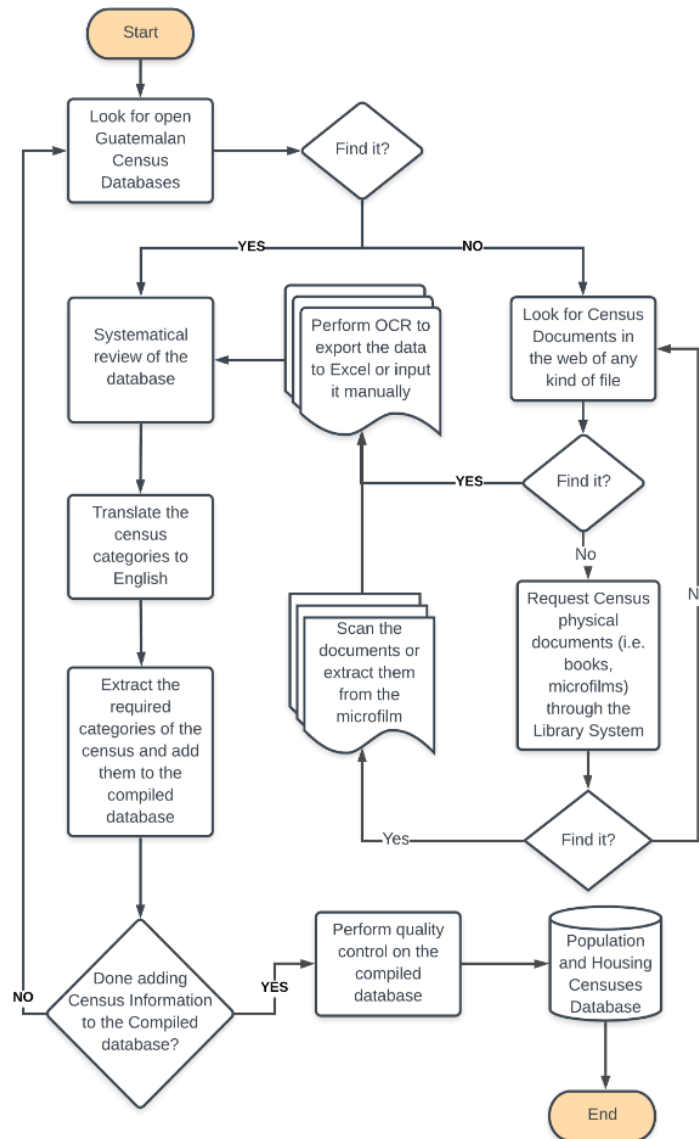 Start
Look for open
Guatemalan
Census
Databases
Find it?
YES
NO
Systematical
review of the
database
Perform OCR to
export the data
to Excel or input
it manually
Look for Census
Documents in
the web of any
kind of file
YES
Find it?
No
Translate the
census
categories to
English
Scan the
documents or
extract them
from the
microfilm
Request Census
physical
documents (i.e.
books,
microfilms)
through the
Library System
N
Extract the
required
categories of the
census and add
them to the
compiled
database
Yes
Find it?
Done adding
Census Information
to the Compiled
database?
NO
YES
Perform quality
control on the
compiled
database
Population
and Housing
Censuses
Database
End